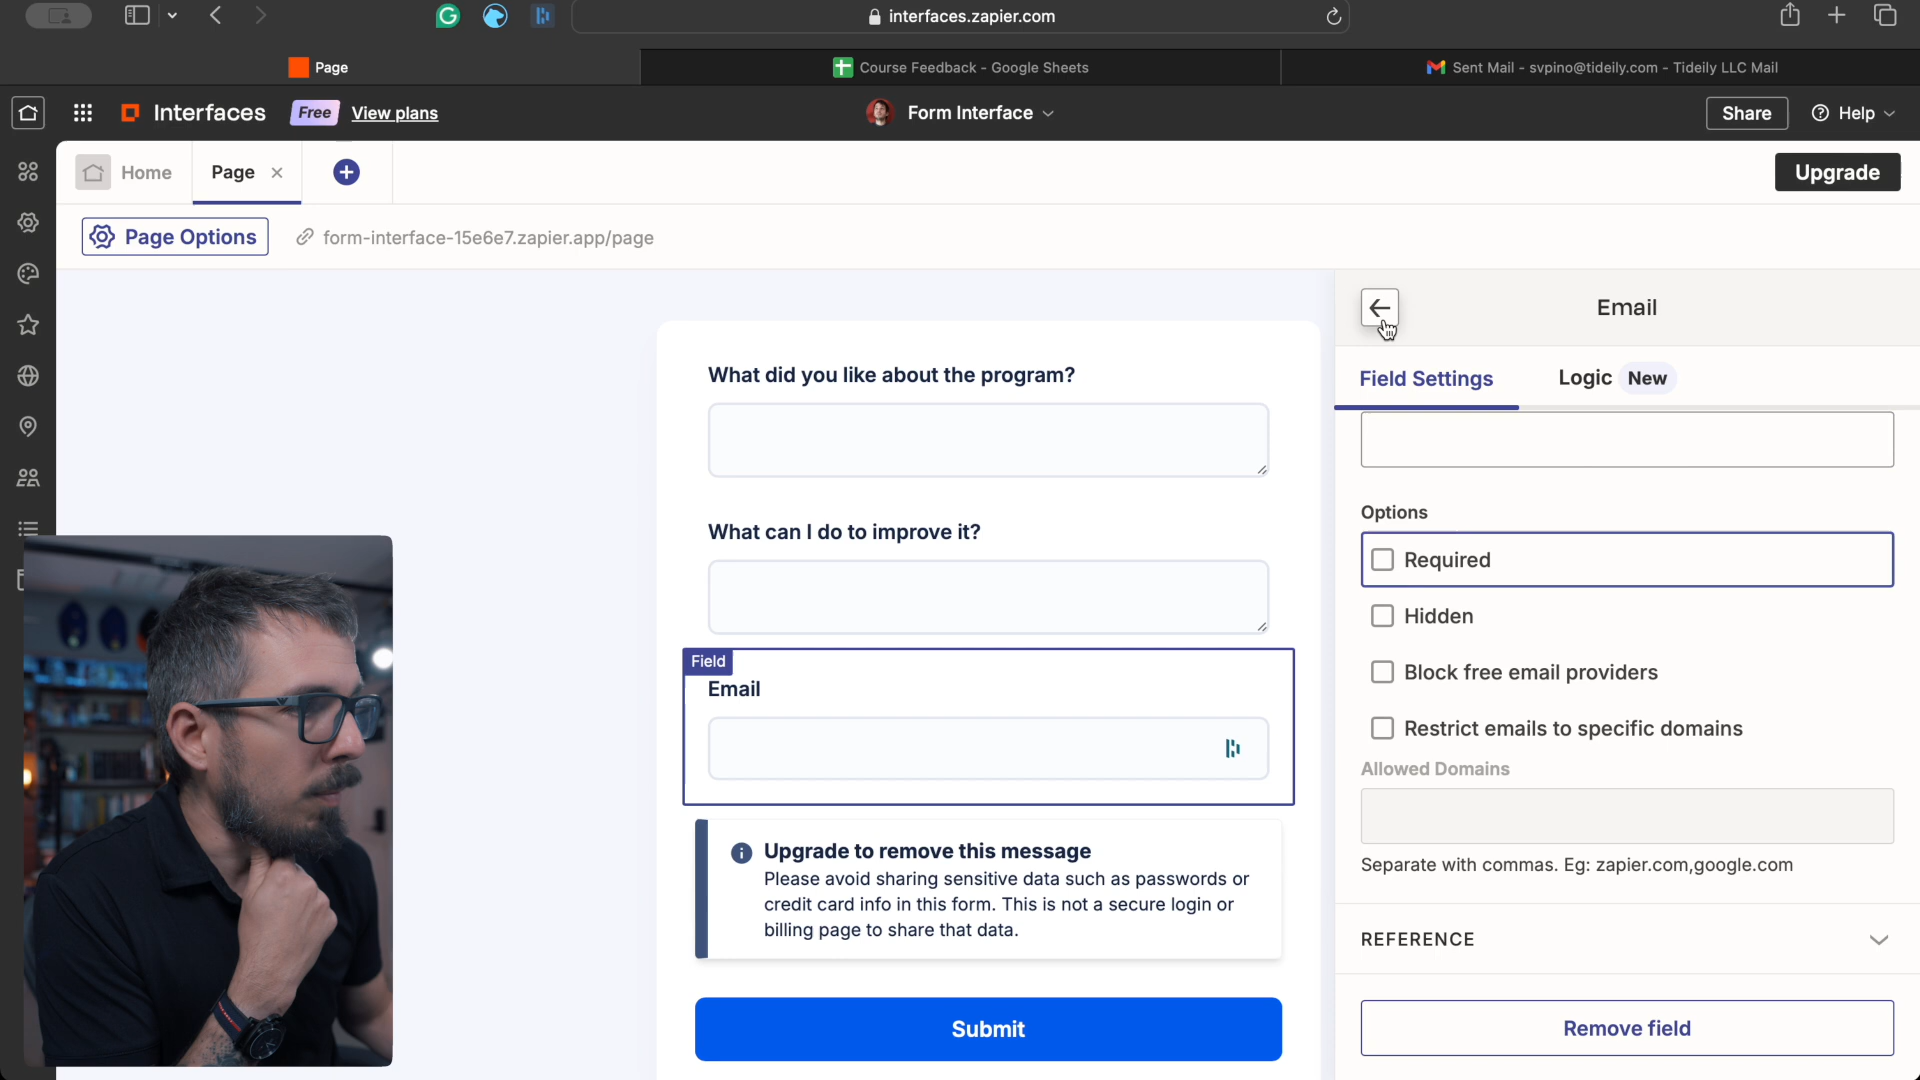 interfaces.zapier.com
Page
Course Feedback - Google Sheets
Sent Mail - svpino@tideily.com - Tideily LLC Mail
Interfaces
Free
View plans
Form Interface
Share
Help
Home
Page
Upgrade
Page Options
form-interface-15e6e7.zapier.app/page
Email
Field Settings
Logic
New
What did you like about the program?
What can I do to improve it?
Field
Email
Upgrade to remove this message
Please avoid sharing sensitive data such as passwords or
credit card info in this form. This is not a secure login or
billing page to share that data.
Submit
Options
Required
Hidden
Block free email providers
Restrict emails to specific domains
Allowed Domains
Separate with commas. Eg: zapier.com,google.com
REFERENCE
Remove field